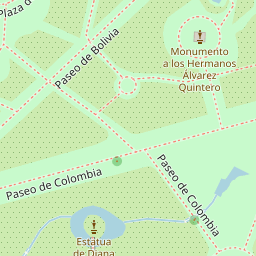 Plaza d
Paseo de Bolivia
Monumento
a los Hermanos
Álvarez
Quintero
Paseo de Colombia
Paseo de Colombia
Estatua
de Diana